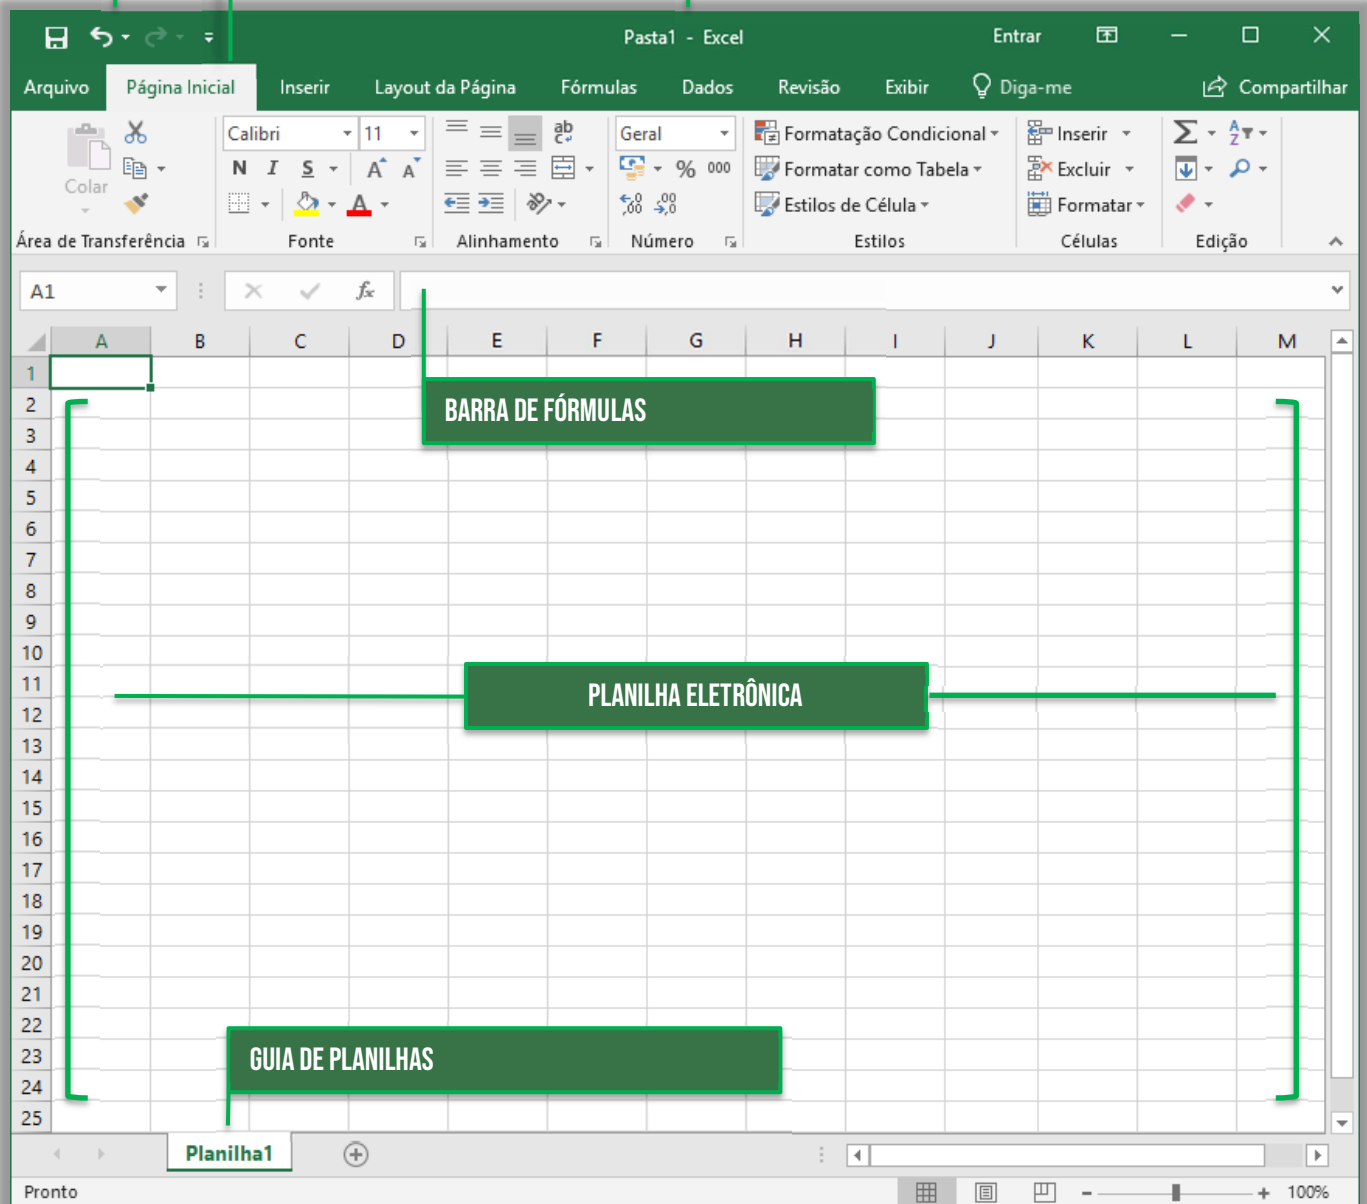 Pasta1 - Excel Entrar
Arquivo Página Inicial Inserir Layout da Página Fórmulas Dados Revisão Exibir Diga-me Compartilhar
Calibri 11 ab Geral Formatação Condicional Inserir Σ A
c Z
Colar N I S A A % 000 Formatar como Tabela Excluir
A ,00 ,00 Estilos de Célula Formatar
Área de Transferência Fonte Alinhamento Número Estilos Células Edição
A1 fx
A B C D E F G H I J K L M
1
2
BARRA DE FÓRMULAS
3
4
5
6
7
8
9
10
11
PLANILHA ELETRÔNICA
12
13
14
15
16
17
18
19
20
21
22
23
GUIA DE PLANILHAS
24
25
Planilha1
Pronto - + 100%